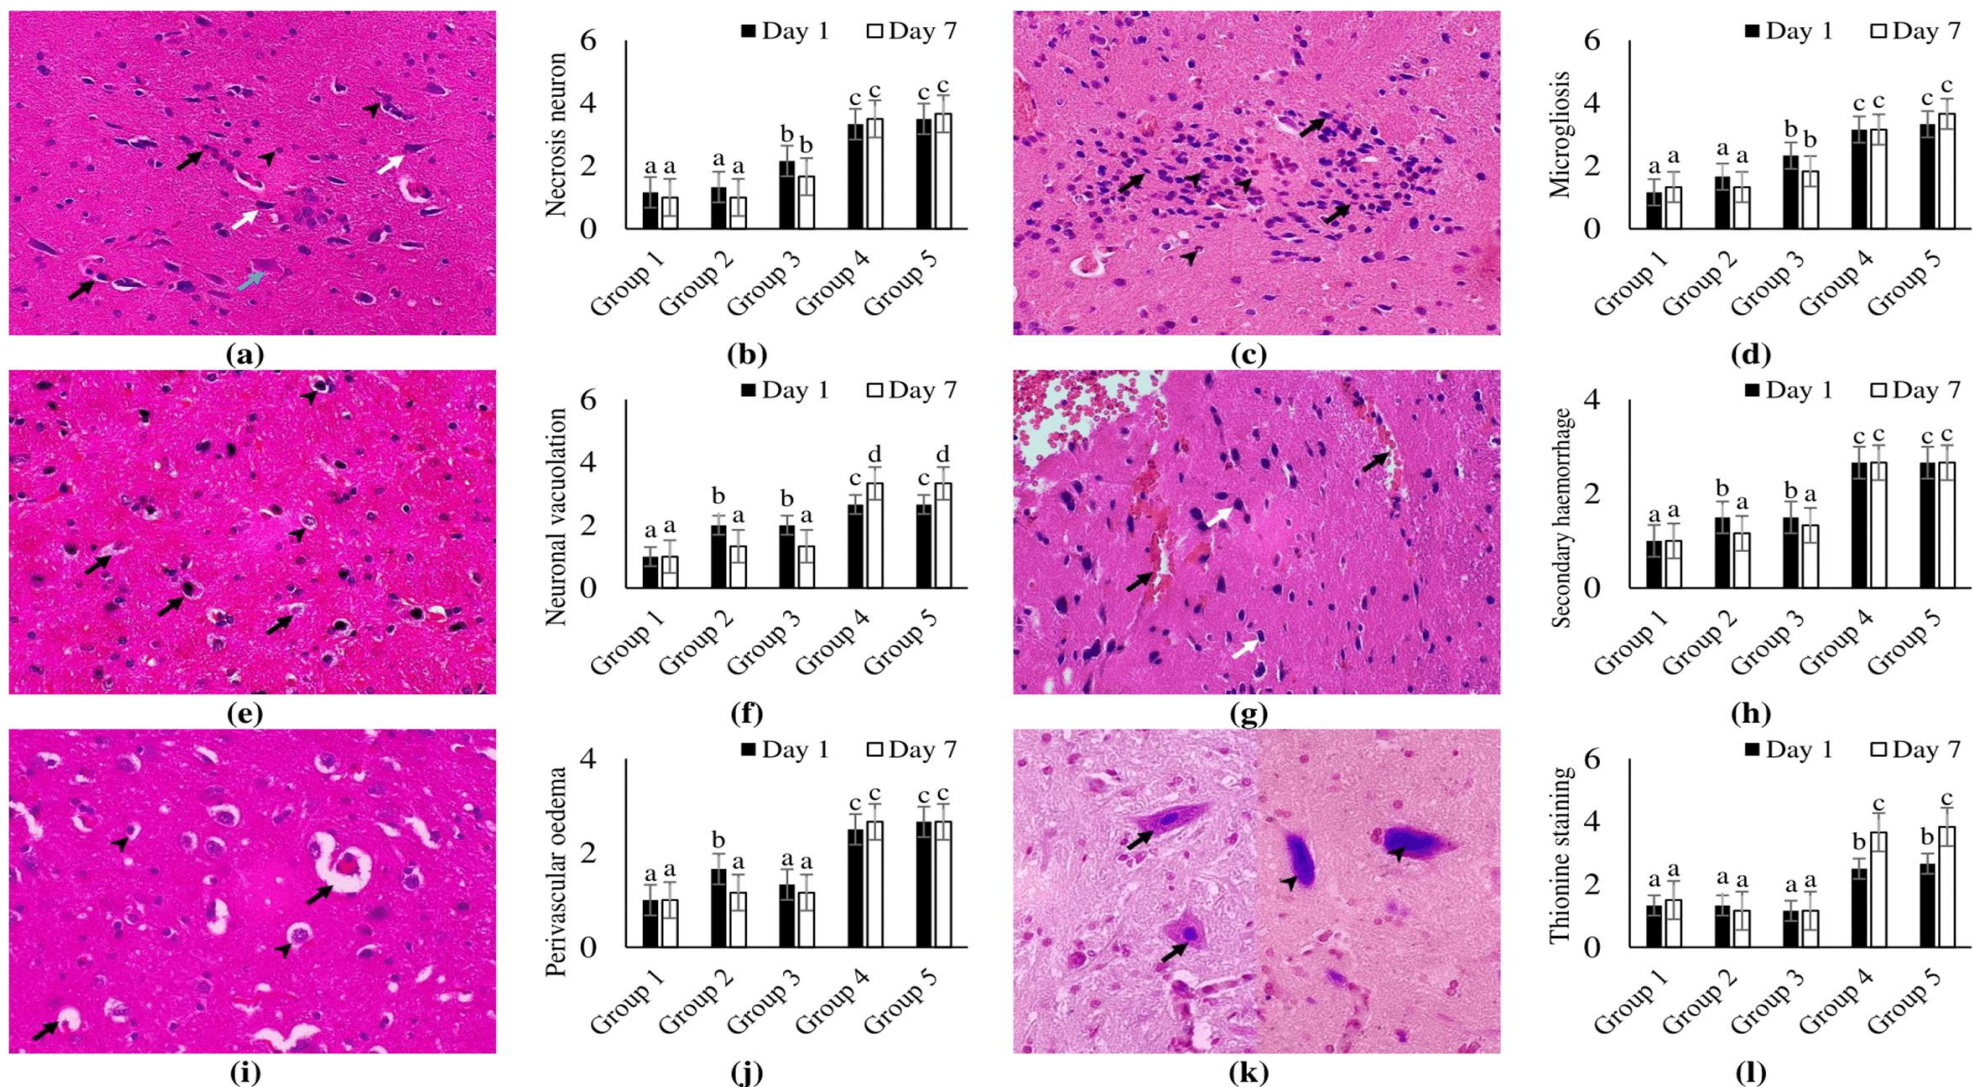 Necrosis neuron
6
4
2
0
Day 1 Day 7
a a a a b b c c c c
Group 1 Group 2 Group 3 Group 4 Group 5
Microgliosis
6
4
2
0
Day 1 Day 7
a a a a b b c c c c
Group 1 Group 2 Group 3 Group 4 Group 5
(a) (b) (c) (d)
Neuronal vacuolation
6
4
2
0
Day 1 Day 7
a a b a b a c d c d
Group 1 Group 2 Group 3 Group 4 Group 5
Secondary haemorrhage
4
2
0
Day 1 Day 7
a a b a b a c c c c
Group 1 Group 2 Group 3 Group 4 Group 5
(e) (f) (g) (h)
Perivascular oedema
4
2
0
Day 1 Day 7
a a b a a a c c c c
Group 1 Group 2 Group 3 Group 4 Group 5
Thionine staining
6
4
2
0
Day 1 Day 7
a a a a a a b c b c
Group 1 Group 2 Group 3 Group 4 Group 5
(i) (j) (k) (l)